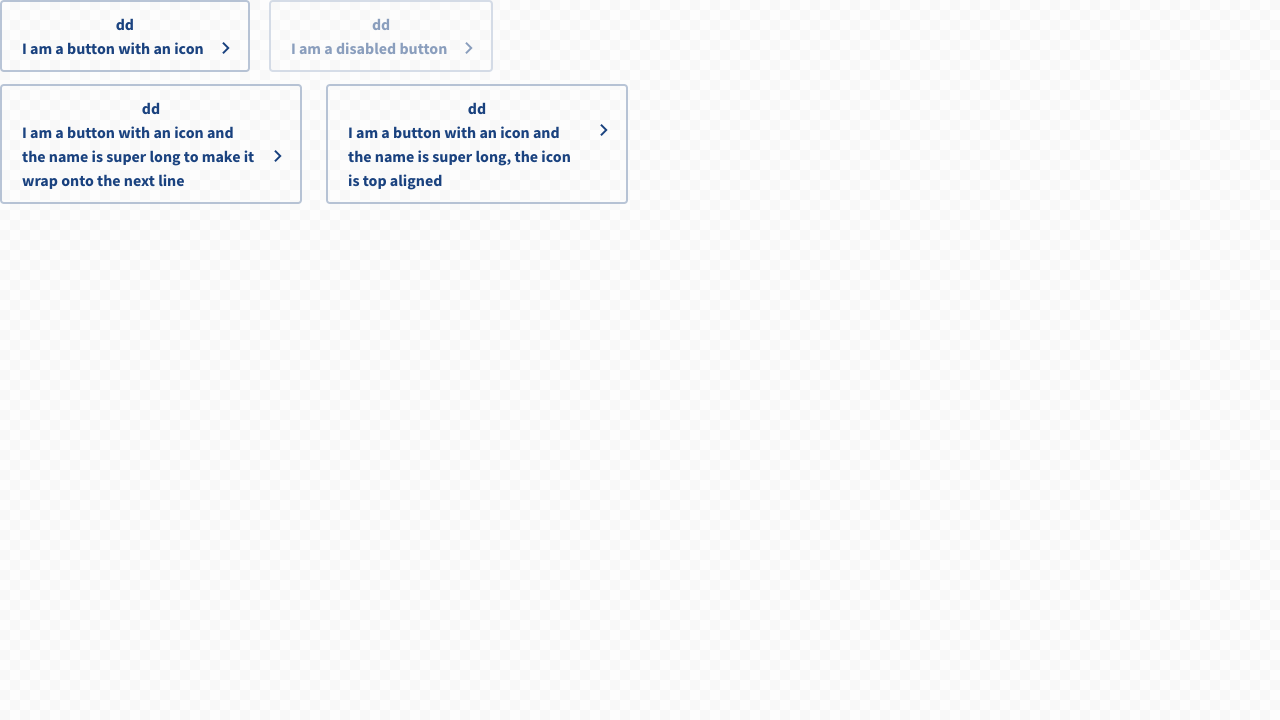 dd
I am a button with an icon
dd
I am a disabled button
dd
I am a button with an icon and
the name is super long to make it
wrap onto the next line
dd
I am a button with an icon and
the name is super long, the icon
is top aligned